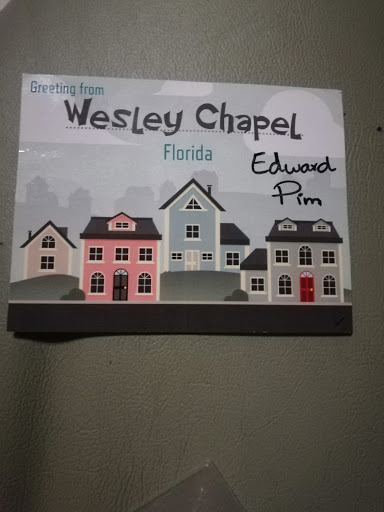 Greeting from
Wesley Chapel
Florida
Edward
Pim